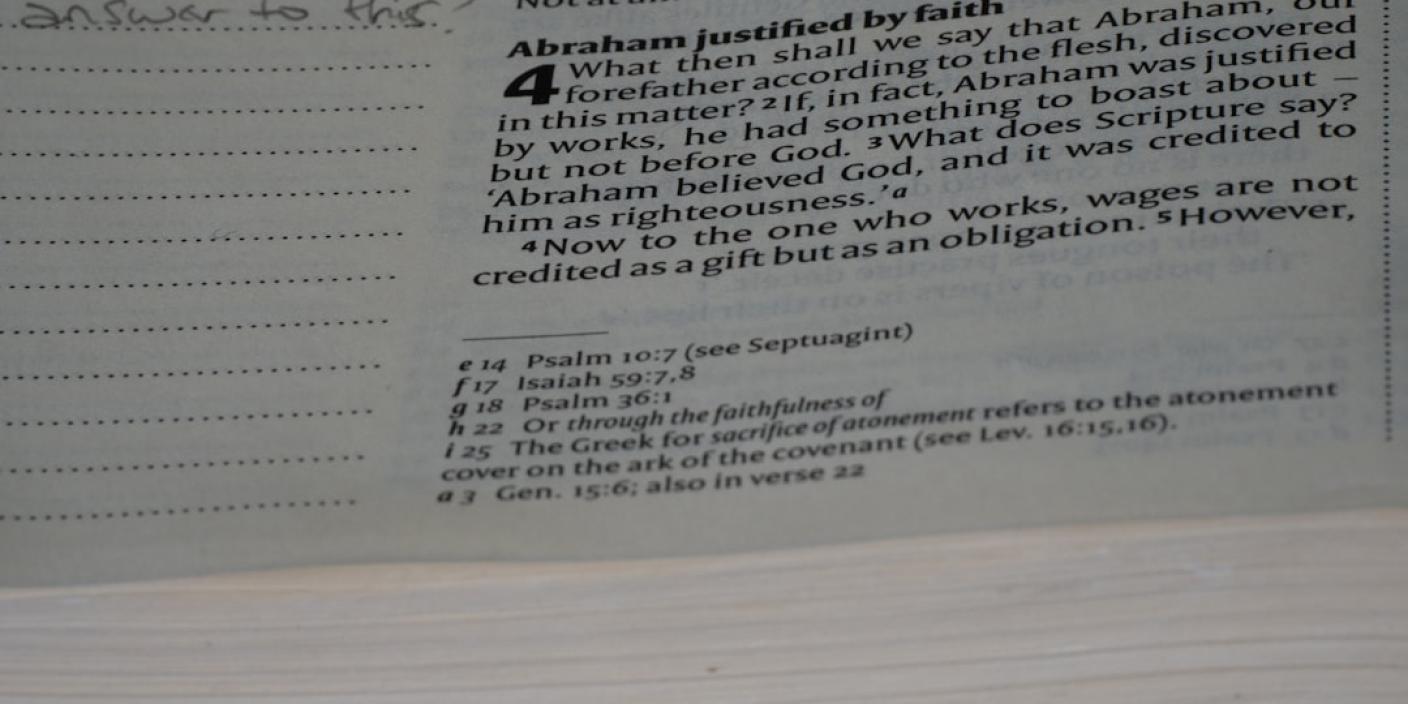 answer to this.
Abraham justified by faith
4 What then shall we say that Abraham, our
forefather according to the flesh, discovered
in this matter? 2 If, in fact, Abraham was justified
by works, he had something to boast about –
but not before God. 3 What does Scripture say?
‘Abraham believed God, and it was credited to
him as righteousness.’ a
4 Now to the one who works, wages are not
credited as a gift but as an obligation. 5 However,
e 14 Psalm 10:7 (see Septuagint)
f 17 Isaiah 59:7,8
g 18 Psalm 36:1
h 22 Or through the faithfulness of
i 25 The Greek for sacrifice of atonement refers to the atonement
cover on the ark of the covenant (see Lev. 16:15,16).
a 3 Gen. 15:6; also in verse 22